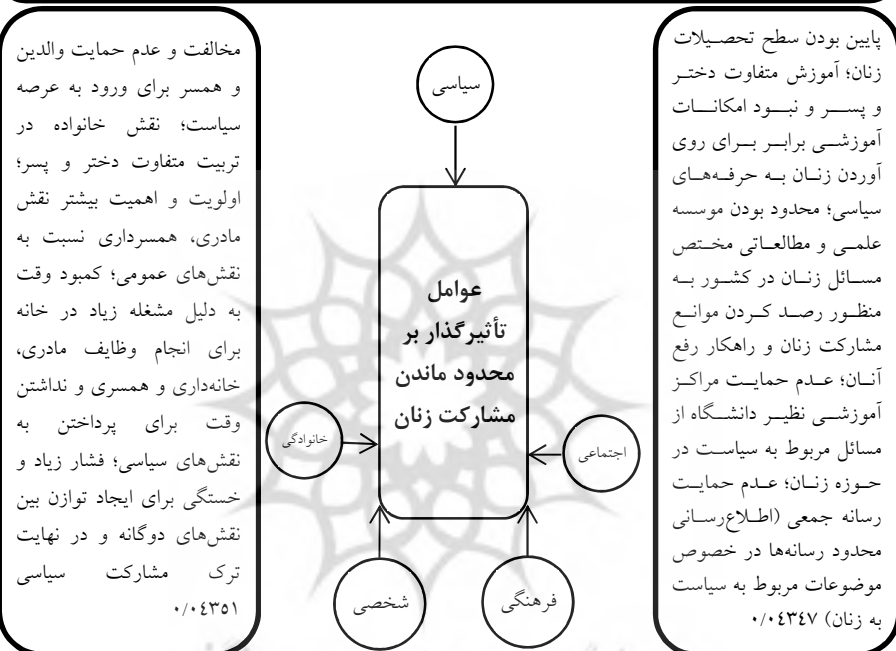 پایین بودن سطح تحصیلات
زنان؛ آموزش متفاوت دختر
و پسر و نبود امکانات
آموزشی برابر برای روی
آوردن زنان به حرفه‌های
سیاسی؛ محدود بودن موسسه
علمی و مطالعاتی مختص
مسائل زنان در کشور به
منظور رصد کردن موانع
مشارکت زنان و راهکار رفع
آنان؛ عدم حمایت مراکز
آموزشی نظیر دانشگاه از
مسائل مربوط به سیاست در
حوزه زنان؛ عدم حمایت
رسانه جمعی (اطلاع‌رسانی
محدود رسانه‌ها در خصوص
موضوعات مربوط به سیاست
به زنان) ۰/۰٤۳٤۷
سیاسی
عوامل
تأثیرگذار بر
محدود ماندن
مشارکت زنان
اجتماعی
خانوادگی
فرهنگی
شخصی
مخالفت و عدم حمایت والدین
و همسر برای ورود به عرصه
سیاست؛ نقش خانواده در
تربیت متفاوت دختر و پسر؛
اولویت و اهمیت بیشتر نقش
مادری، همسرداری نسبت به
نقش‌های عمومی؛ کمبود وقت
به دلیل مشغله زیاد در خانه
برای انجام وظایف مادری،
خانه‌داری و همسری و نداشتن
وقت برای پرداختن به
نقش‌های سیاسی؛ فشار زیاد و
خستگی برای ایجاد توازن بین
نقش‌های دوگانه و در نهایت
ترک مشارکت سیاسی
۰/۰٤۳٥۱